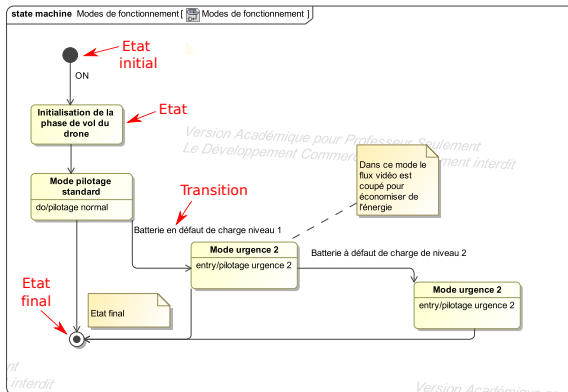 state machine Modes de fonctionnement [ Modes de fonctionnement ]
Etat
initial
ON
Initialisation de la
phase de vol du
drone
Etat
Version Académique pour Professeur Seulement
Le Développement Commer ment interdit
Dans ce mode le
flux vidéo est
coupé pour
économiser de
l'énergie
Mode pilotage
standard
do/pilotage normal
Transition
Batterie en défaut de charge niveau 1
Mode urgence 2
entry/pilotage urgence 2
Batterie à défaut de charge de niveau 2
Mode urgence 2
entry/pilotage urgence 2
Etat
final
Etat final
nt
interdit
Version Académique